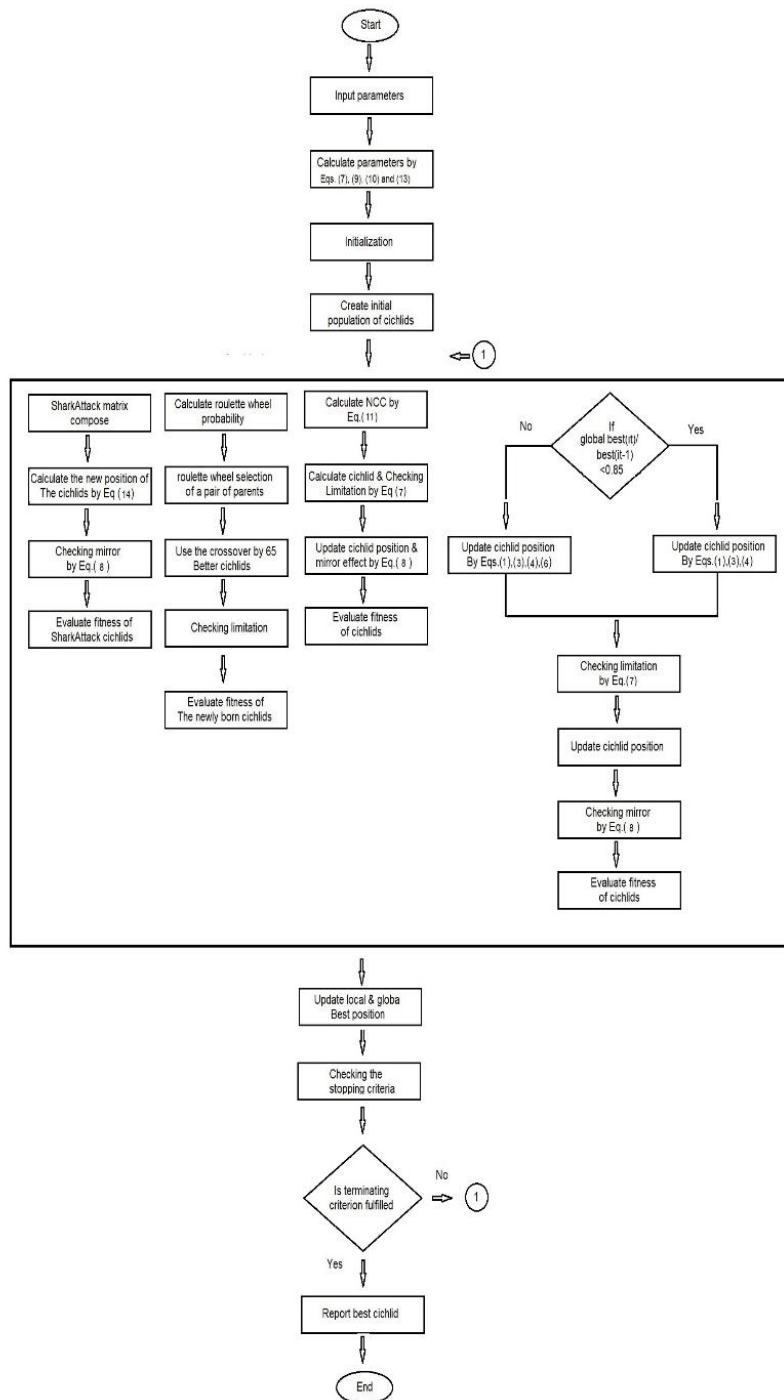 Start
Input parameters
Calculate parameters by
Eqs. (7), (9), (10) and (13)
Initialization
Create initial
population of cichlids
1
SharkAttack matrix
compose
Calculate the new position of
The cichlids by Eq (14)
Checking mirror
by Eq.( 8 )
Evaluate fitness of
SharkAttack cichlids
Calculate roulette wheel
probability
roulette wheel selection
of a pair of parents
Use the crossover by 65
Better cichlids
Checking limitation
Evaluate fitness of
The newly born cichlids
Calculate NCC by
Eq.(11)
Calculate cichlid & Checking
Limitation by Eq (7)
Update cichlid position &
mirror effect by Eq.( 8 )
Evaluate fitness
of cichlids
No
If
global best(it)/
best(it-1)
<0.85
Yes
Update cichlid position
By Eqs.(1),(3),(4),(6)
Update cichlid position
By Eqs.(1),(3),(4)
Checking limitation
by Eq.(7)
Update cichlid position
Checking mirror
by Eq.( 8 )
Evaluate fitness
of cichlids
Update local & globa
Best position
Checking the
stopping criteria
Is terminating
criterion fulfilled
No
1
Yes
Report best cichlid
End